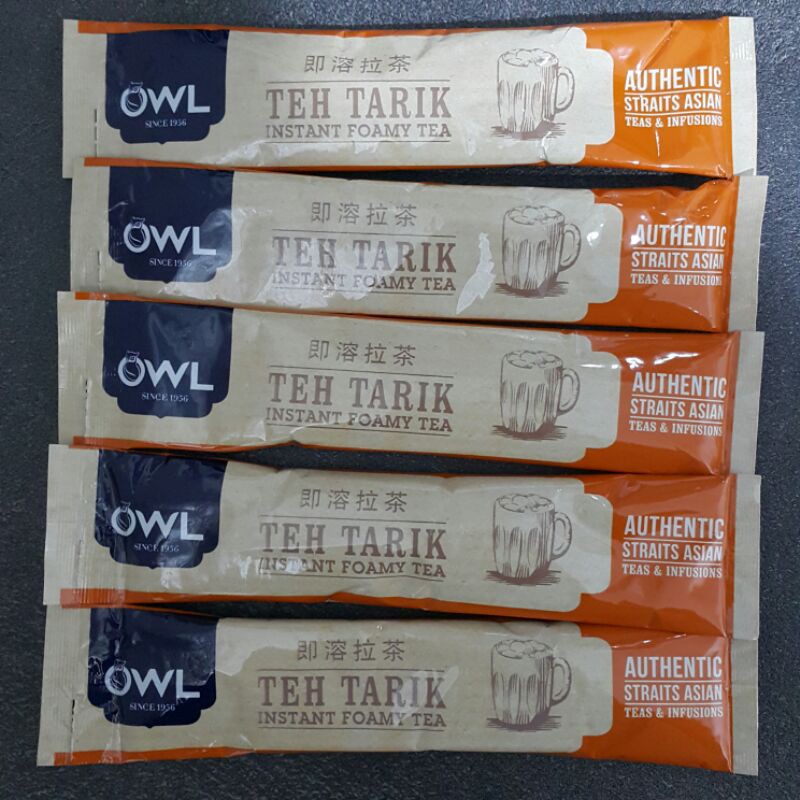 OWL
SINCE 1956
即溶拉茶
TEH TARIK
INSTANT FOAMY TEA
AUTHENTIC
STRAITS ASIAN
TEAS & INFUSIONS
OWL
SINCE 1956
即溶拉茶
TEH TARIK
INSTANT FOAMY TEA
AUTHENTIC
STRAITS ASIAN
TEAS & INFUSIONS
OWL
SINCE 1956
即溶拉茶
TEH TARIK
INSTANT FOAMY TEA
AUTHENTIC
STRAITS ASIAN
TEAS & INFUSIONS
OWL
SINCE 1956
即溶拉茶
TEH TARIK
INSTANT FOAMY TEA
AUTHENTIC
STRAITS ASIAN
TEAS & INFUSIONS
OWL
SINCE 1956
即溶拉茶
TEH TARIK
INSTANT FOAMY TEA
AUTHENTIC
STRAITS ASIAN
TEAS & INFUSIONS